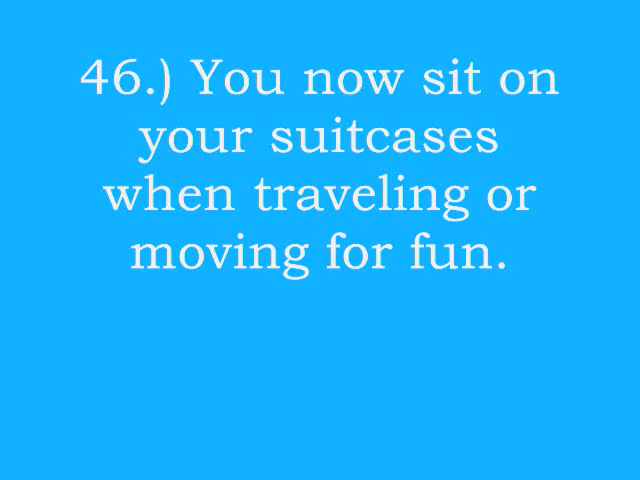 46.) You now sit on
your suitcases
when traveling or
moving for fun.